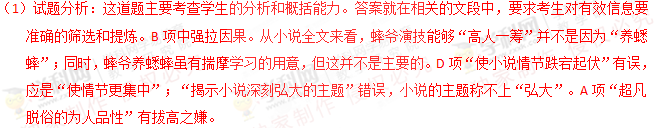 （1）试题分析：这道题主要考查学生的分析和概括能力。答案就在相关的文段中，要求考生对有效信息要
准确的筛选和提炼。B 项中强拉因果。从小说全文来看，蜂爷演技能够“高人一筹”并不是因为“养蟋
蟀”；同时，蜂爷养蟋蟀虽有揣摩学习的用意，但这并不是主要的。D 项“使小说情节跌宕起伏”有误，
应是“使情节更集中”；“揭示小说深刻弘大的主题”错误，小说的主题称不上“弘大”。A 项“超凡
脱俗的为人品性”有拔高之嫌。